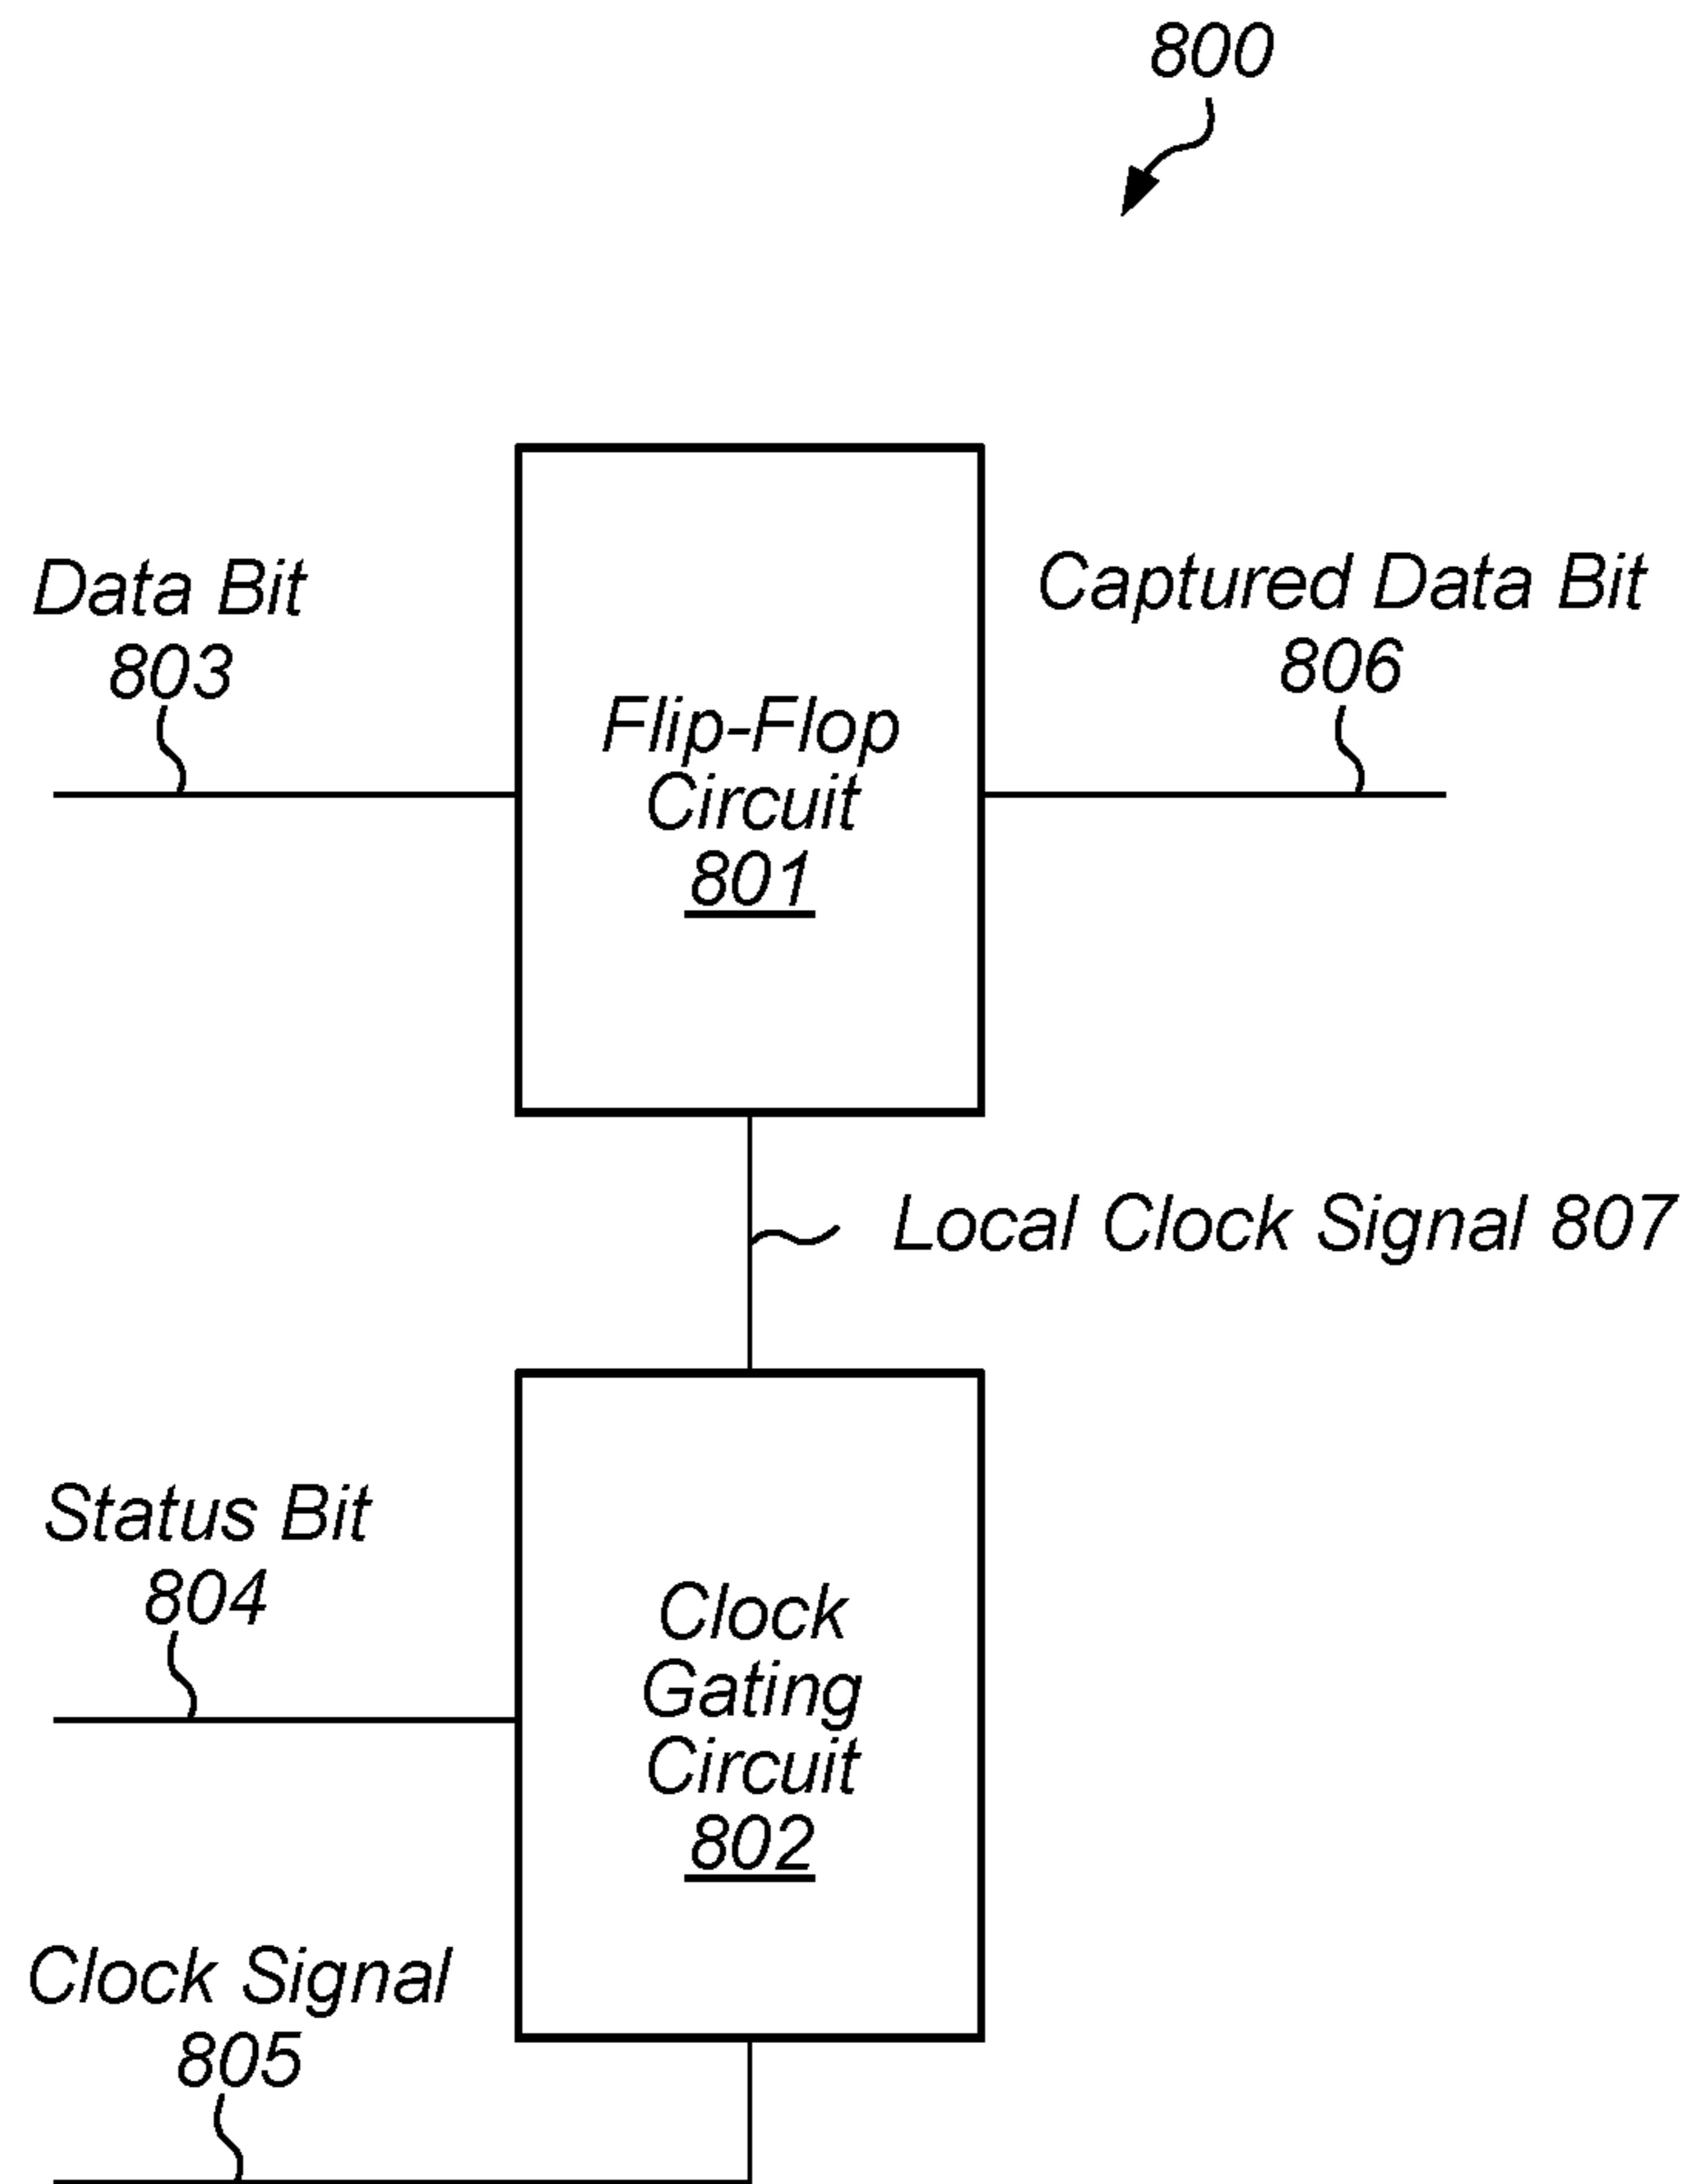 800
Data Bit
803
Captured Data Bit
806
Flip-Flop
Circuit
801
Local Clock Signal 807
Status Bit
804
Clock
Gating
Circuit
802
Clock Signal
805